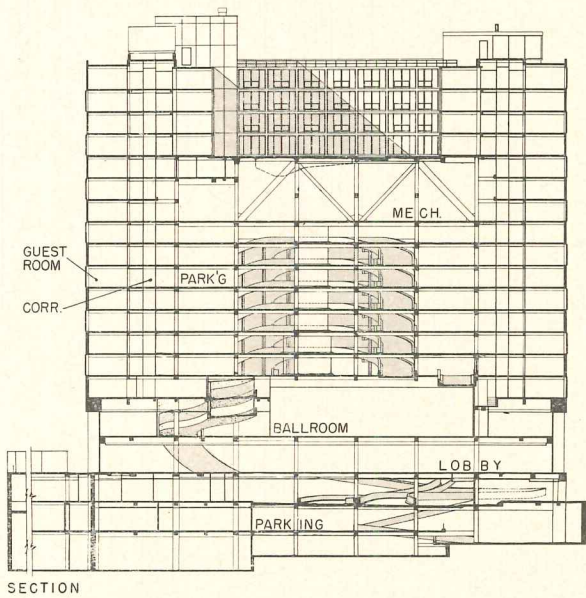 MECH.
GUEST
ROOM
PARK'G
CORR.
BALLROOM
LOBBY
PARKING
SECTION